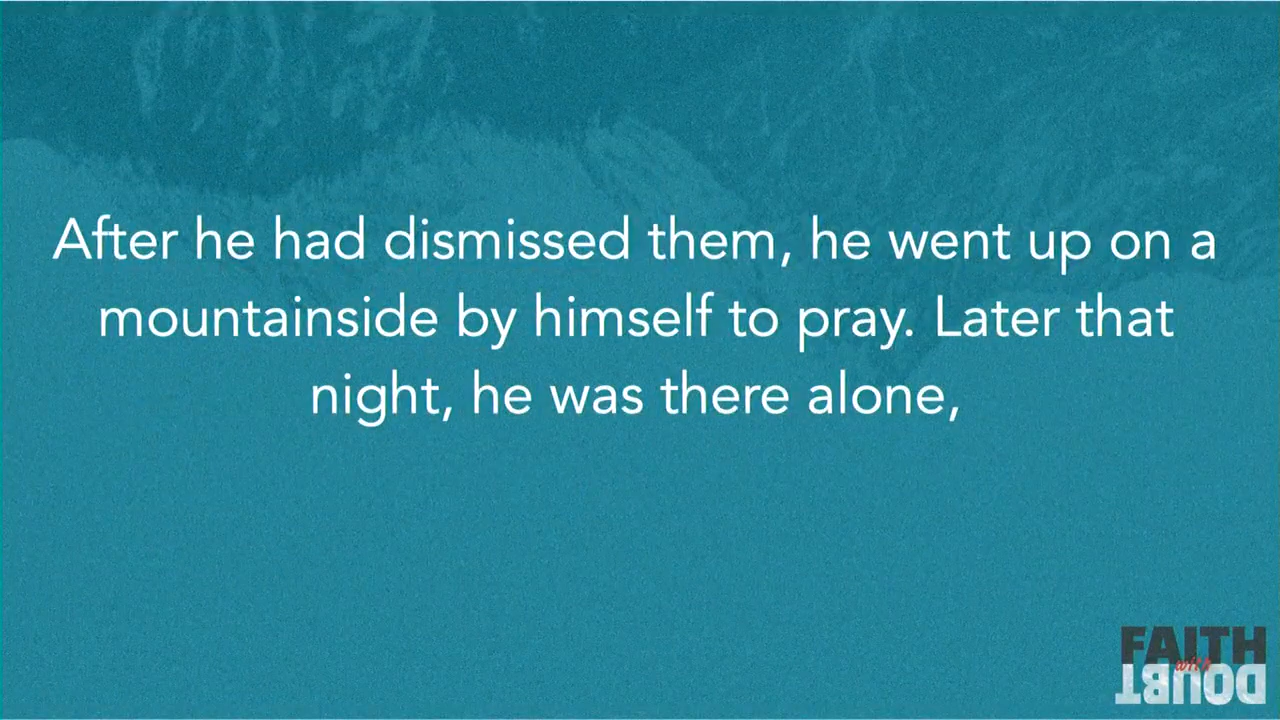 After he had dismissed them, he went up on a
mountainside by himself to pray. Later that
night, he was there alone,
FAITH
with
DOUBT